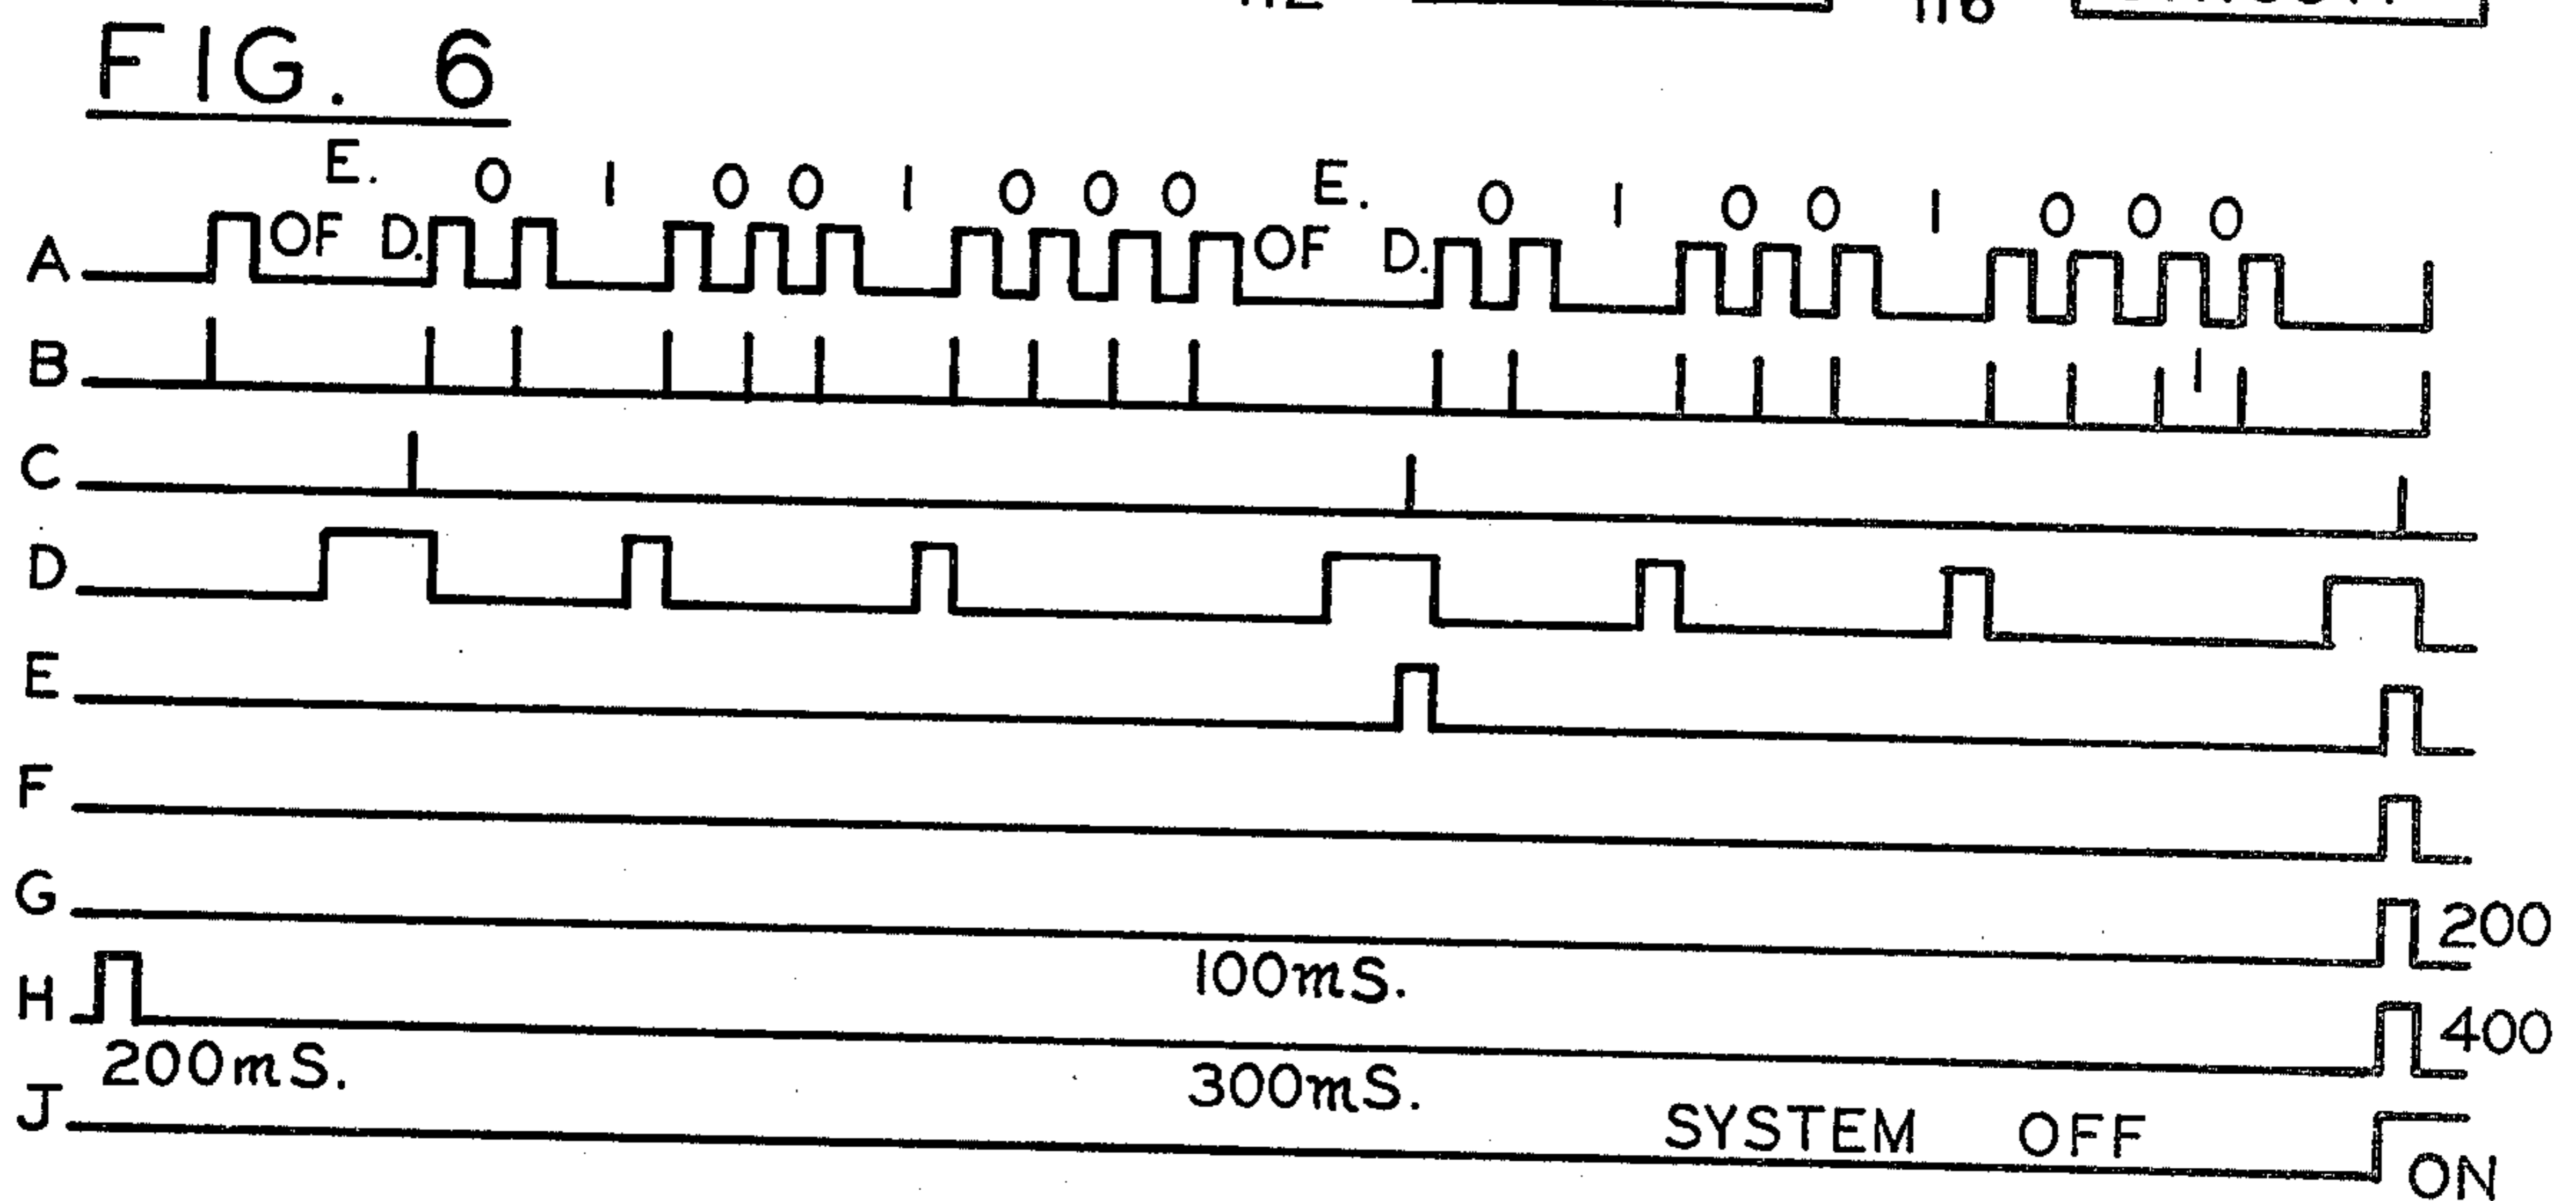 116
FIG. 6
E. 0 1 0 0 1 0 0 0 E. 0 1 0 0 1 0 0 0
A OF D. OF D.
B
C
D
E
F
G 200
100mS.
H 400
200mS. 300mS.
J SYSTEM OFF ON